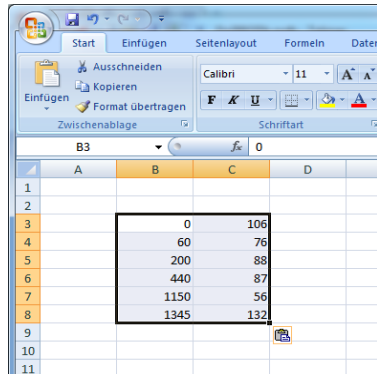 Start Einfügen Seitenlayout Formeln Daten
Ausschneiden
Kopieren
Format übertragen
Einfügen
Zwischenablage
Calibri 11 A A
F K U A
Schriftart
B3 fx 0
A B C D
1
2
3 0 106
4 60 76
5 200 88
6 440 87
7 1150 56
8 1345 132
9
10
11